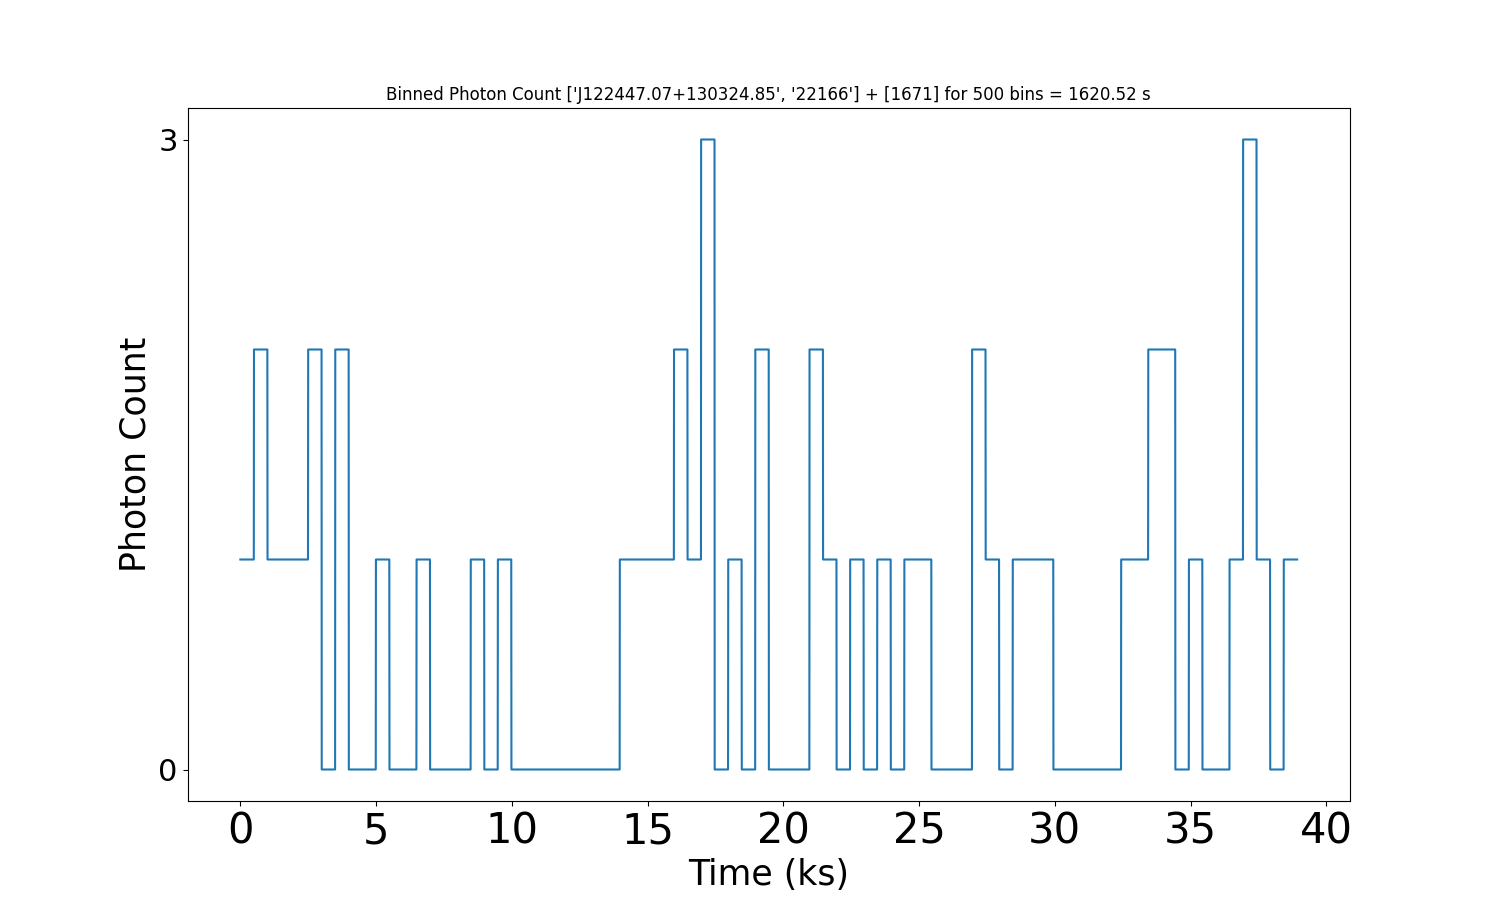 Binned Photon Count ['J122447.07+130324.85', '22166'] + [1671] for 500 bins = 1620.52 s
3
Photon Count
0
0 5 10 15 20 25 30 35 40
Time (ks)